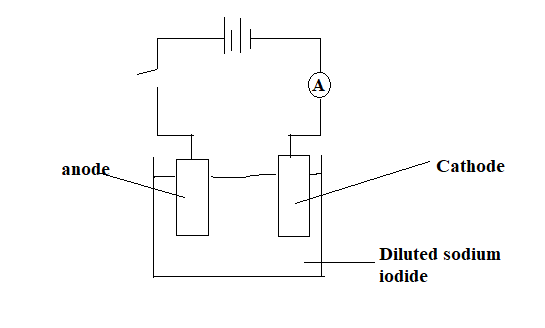 A
anode
Cathode
Diluted sodium
iodide